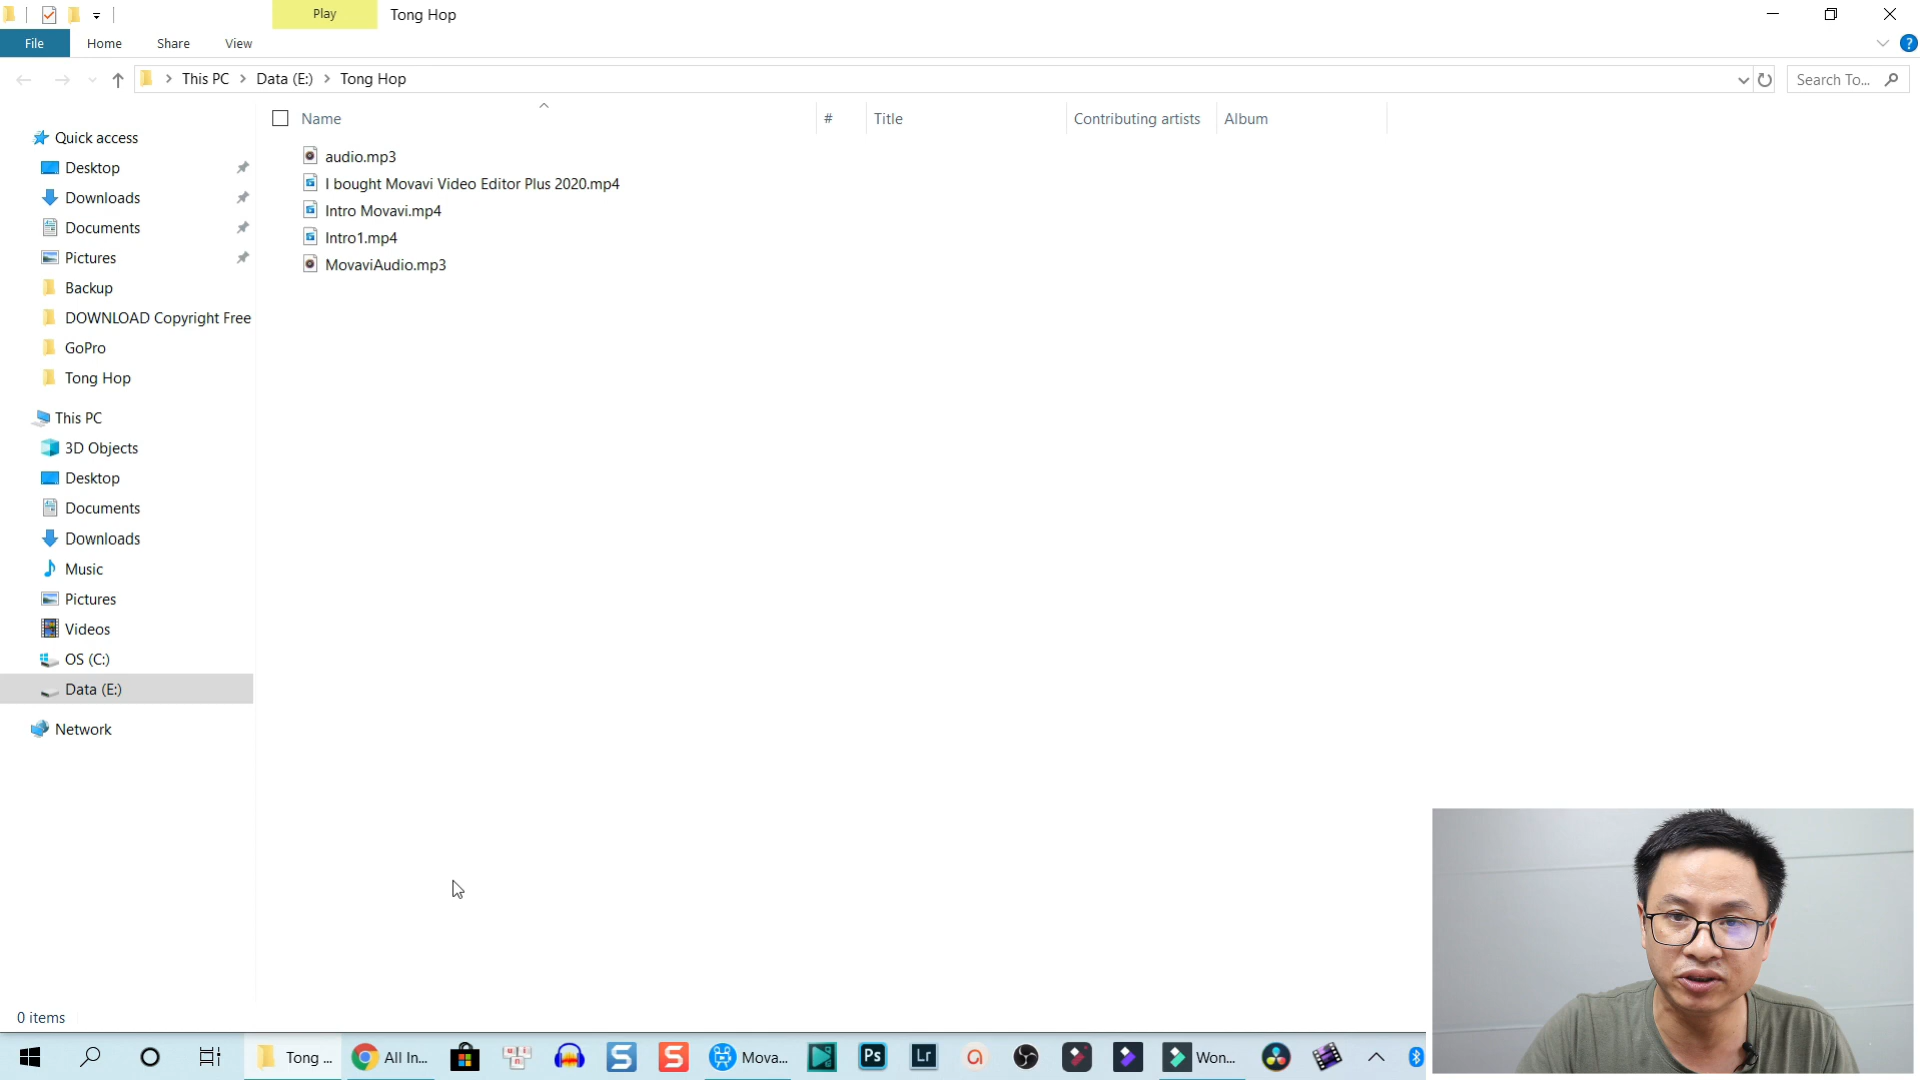 Play
Tong Hop
File
Home
Share
View
This PC
Data (E:)
Tong Hop
Search To...
Name
#
Title
Contributing artists
Album
audio.mp3
I bought Movavi Video Editor Plus 2020.mp4
Intro Movavi.mp4
Intro1.mp4
MovaviAudio.mp3
Quick access
Desktop
Downloads
Documents
Pictures
Backup
DOWNLOAD Copyright Free
GoPro
Tong Hop
This PC
3D Objects
Desktop
Documents
Downloads
Music
Pictures
Videos
OS (C:)
Data (E:)
Network
0 items
Tong ...
All In...
Mova...
Ps
Lr
Won...